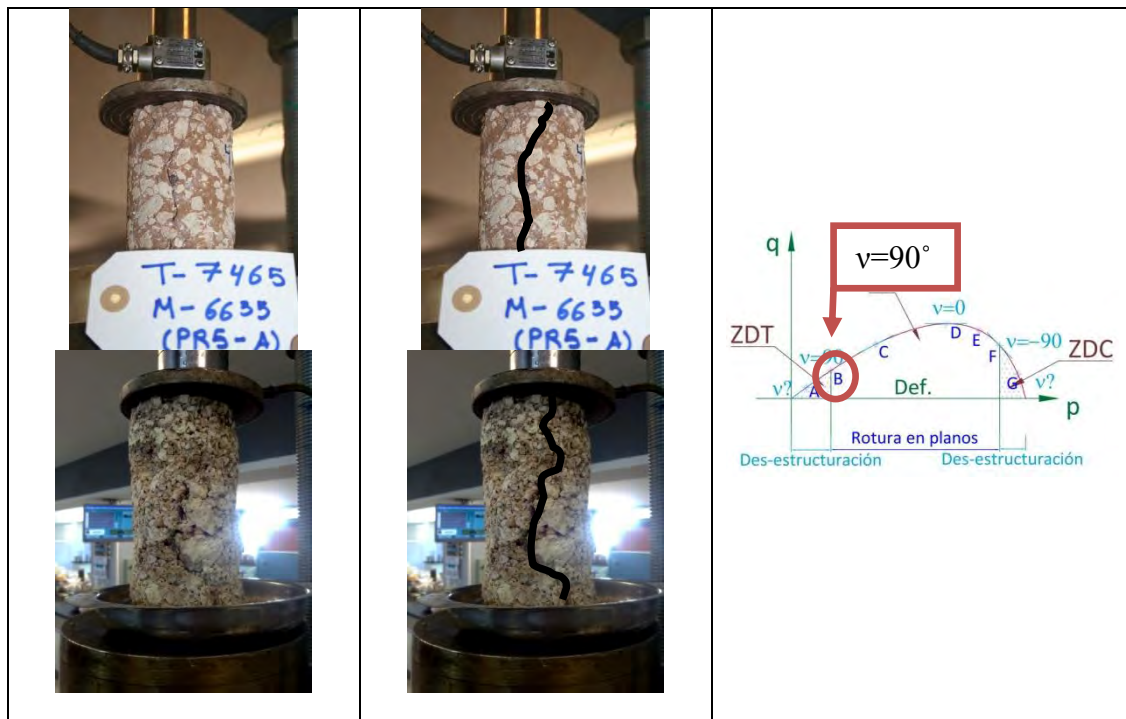 T- 7465
M- 6635
(PR5-A)
T- 7465
M- 6635
(PR5-A)
ν=90°
q
ν=0
D
E
ν=-90
F
ZDT
ZDC
C
B
ν?
A
Def.
G
ν?
p
Rotura en planos
Des-estructuración
Des-estructuración